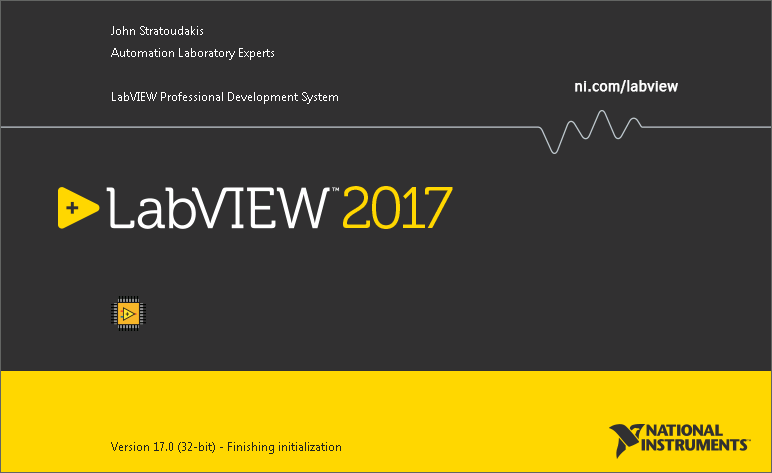 John Stratoudakis
Automation Laboratory Experts
LabVIEW Professional Development System
ni.com/labview
LabVIEW™ 2017
Version 17.0 (32-bit) - Finishing initialization
NATIONAL
INSTRUMENTS™